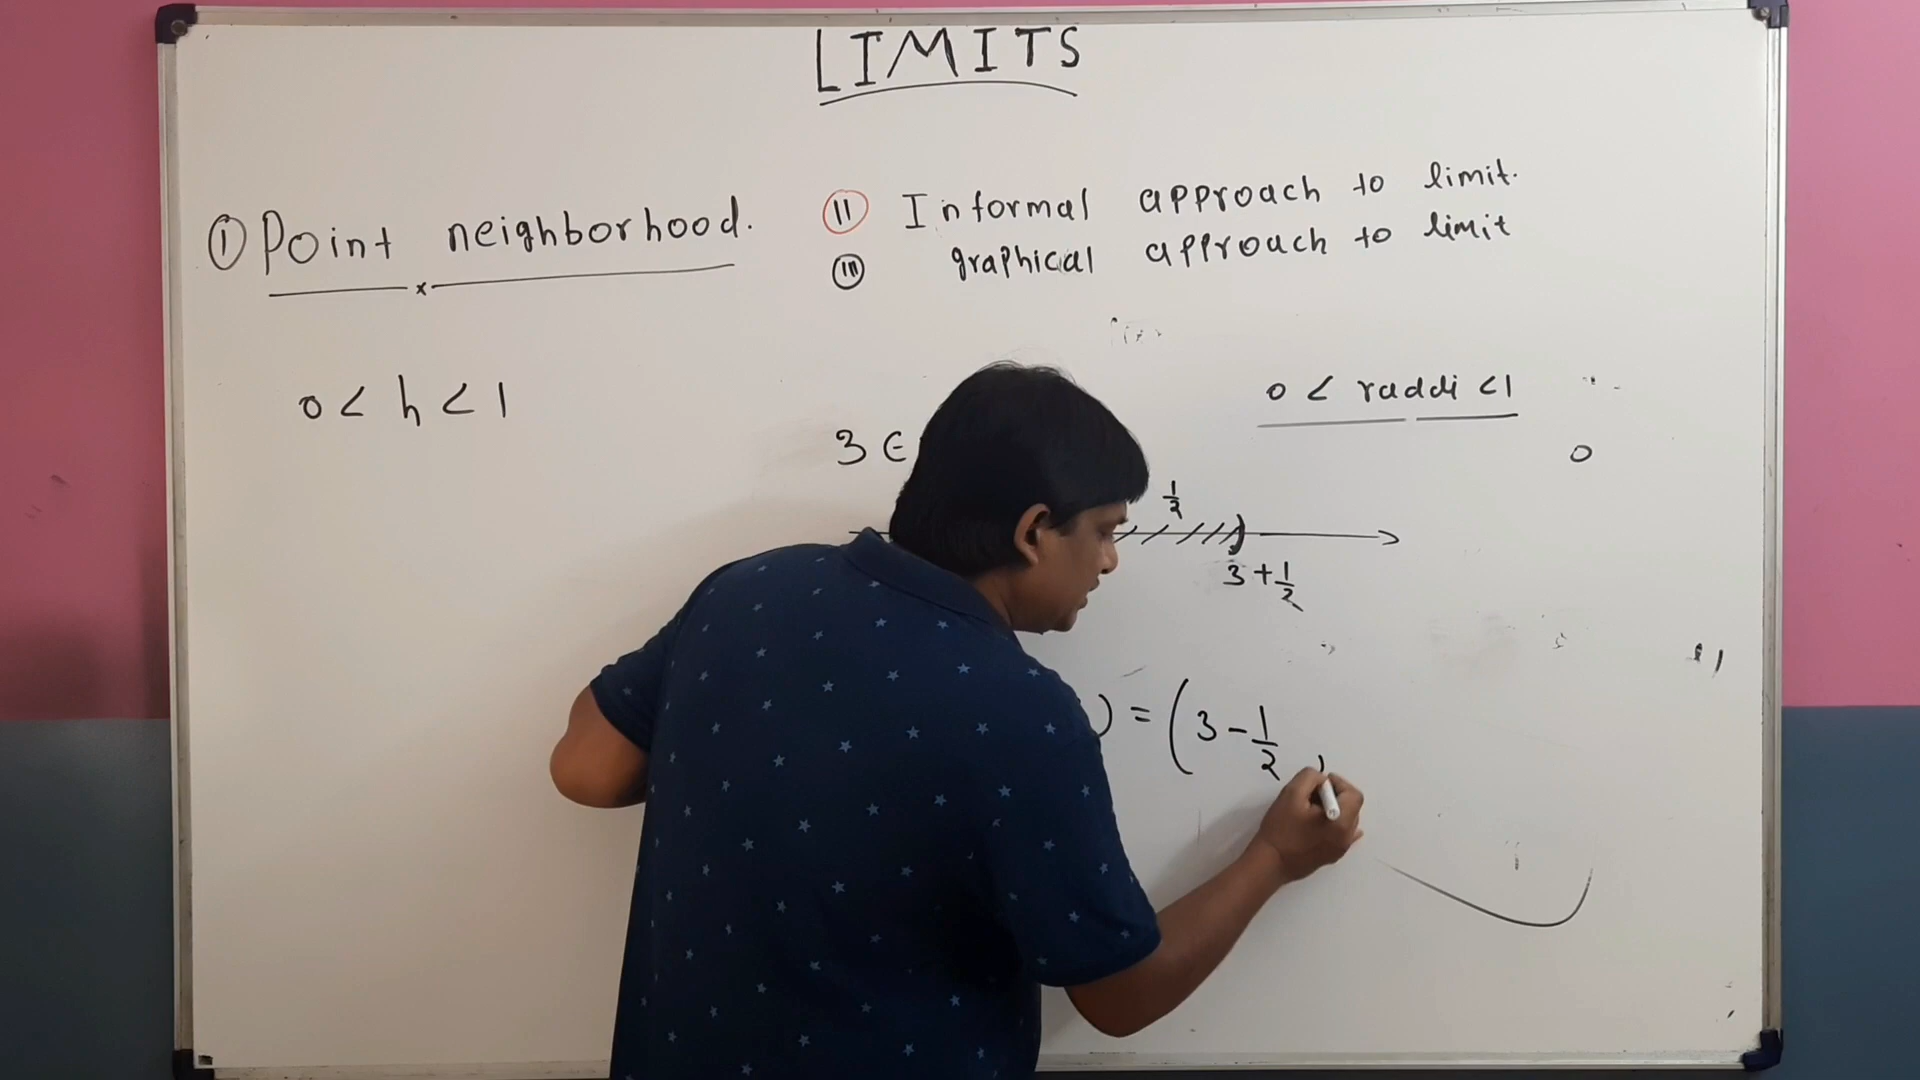 LIMITS
① Point neighborhood.
Ⓘⓘ Informal approach to limit.
(iii) graphical approach to limit
0 < h < 1
0 < raddi < 1
3 ∈
0
1/2
3 + 1/2
) = (3 - 1/2 ,